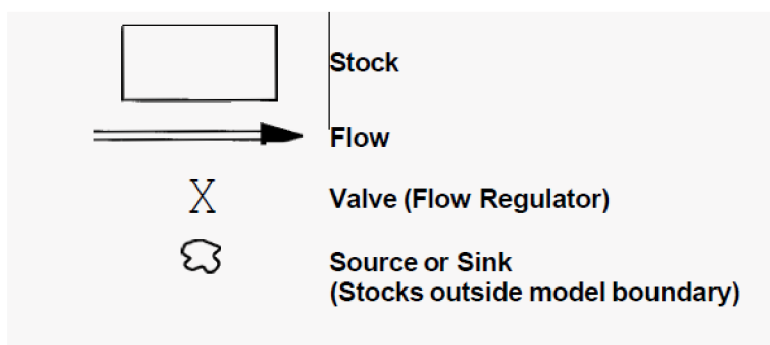 Stock
Flow
X
Valve (Flow Regulator)
Source or Sink
(Stocks outside model boundary)